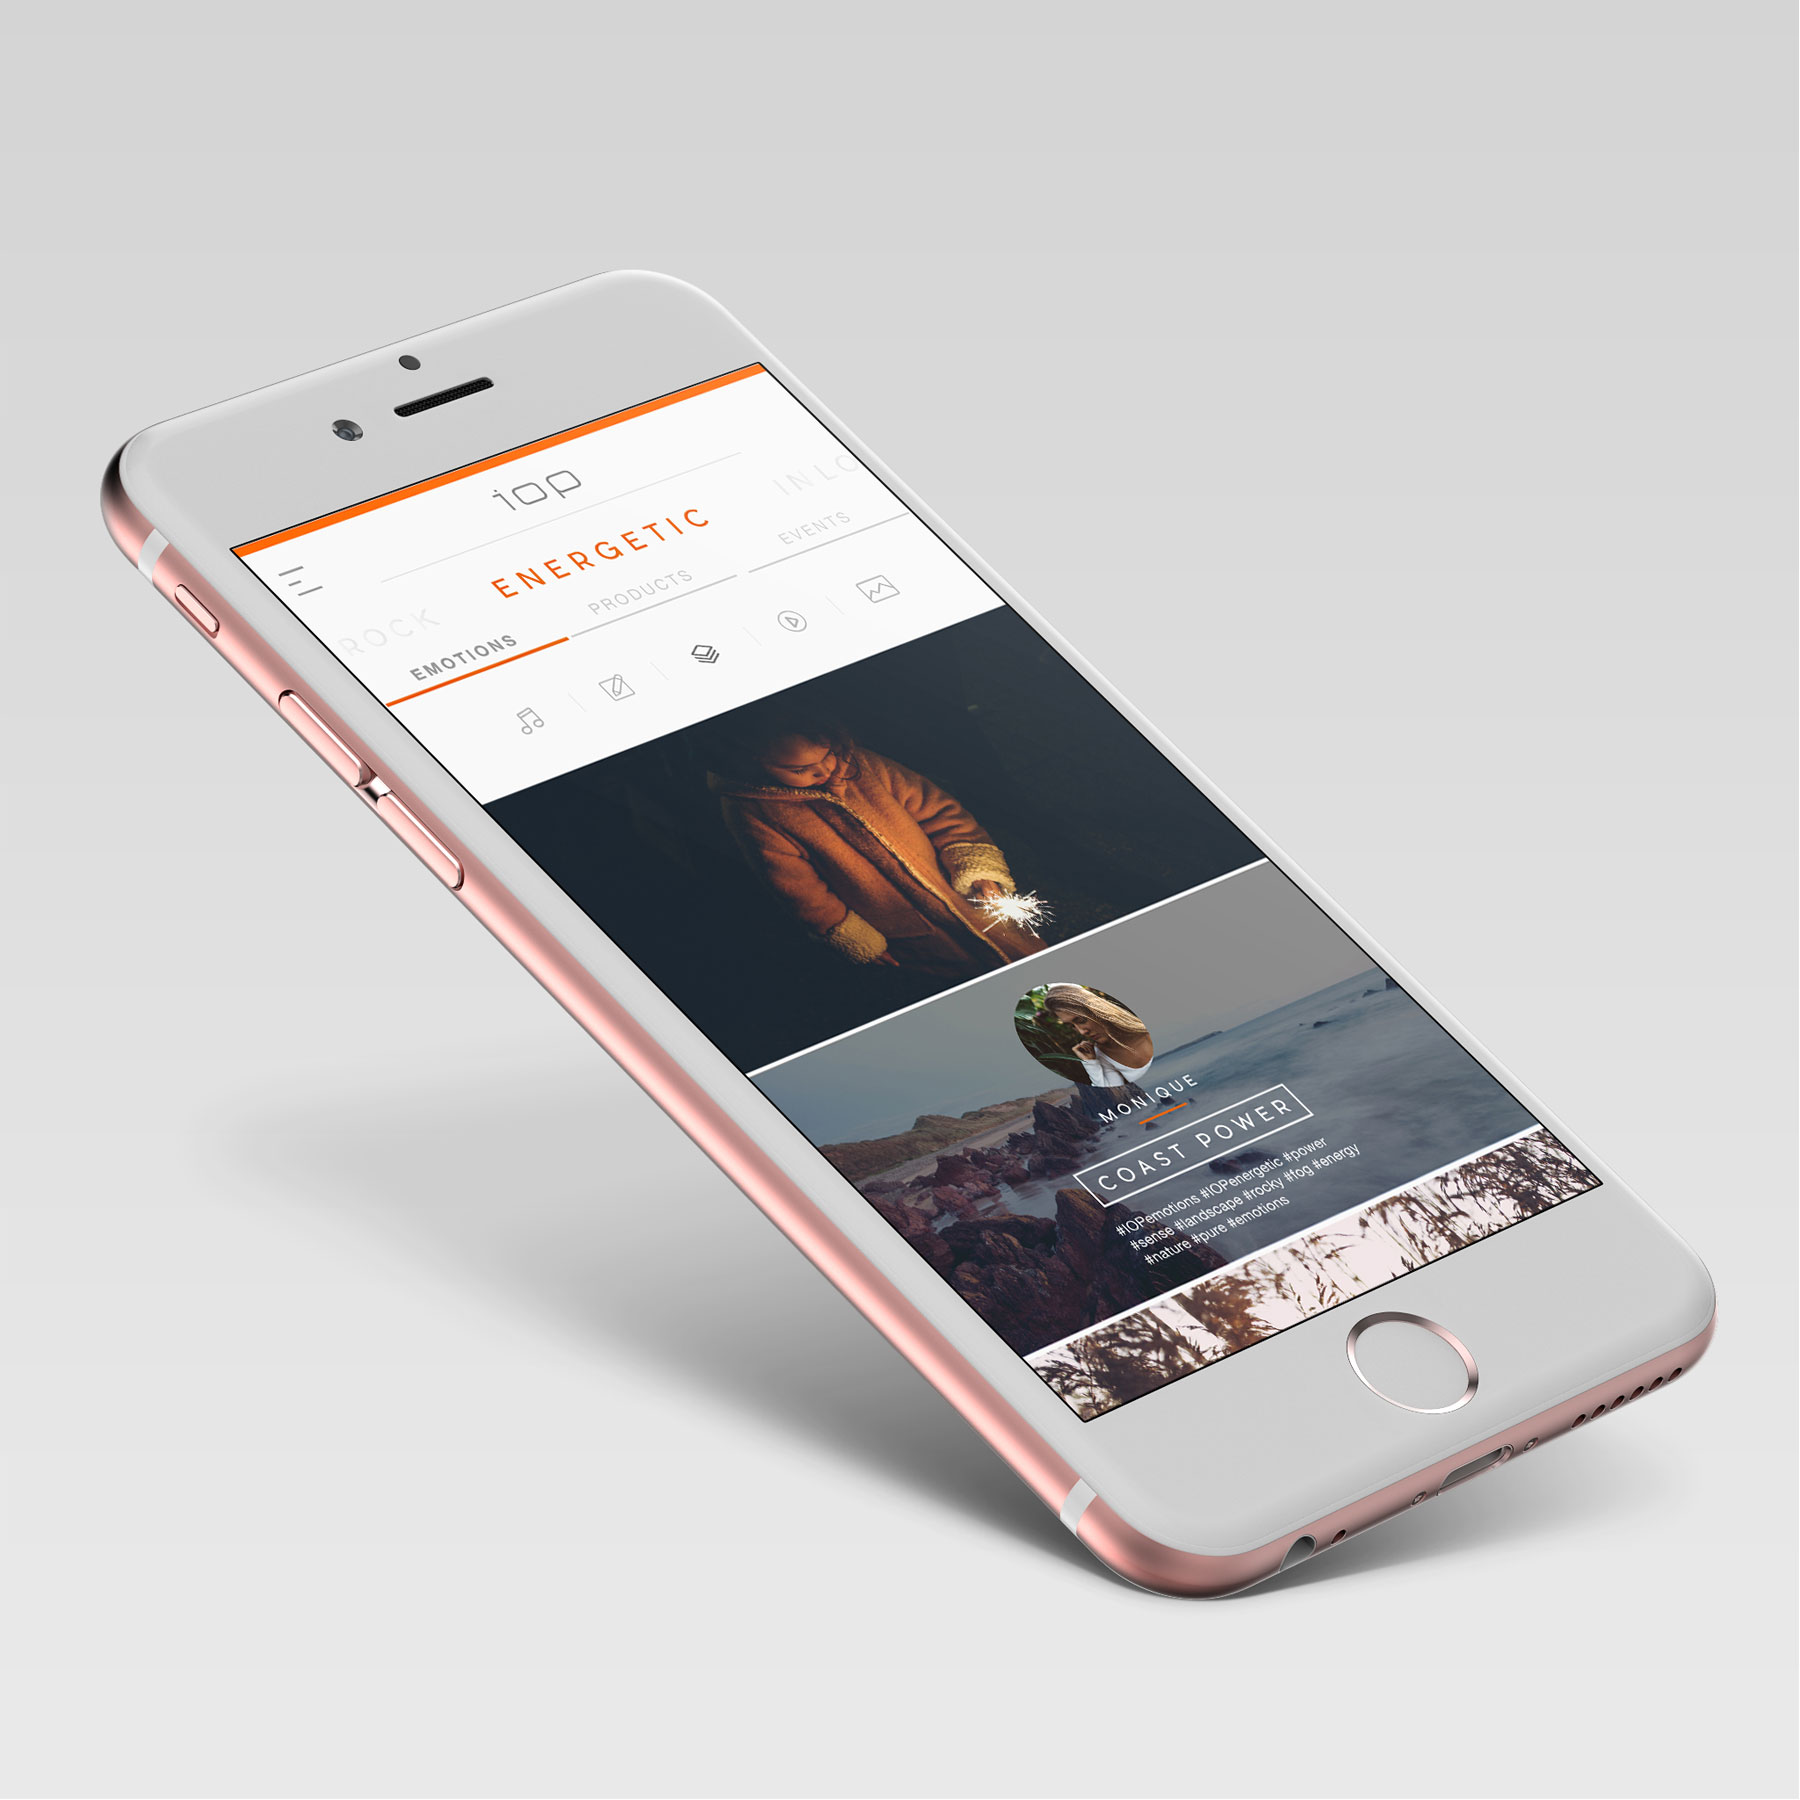 iop
ROCK
ENERGETIC
IN LO
EMOTIONS
PRODUCTS
EVENTS
MONIQUE
COAST POWER
#IOPemotions #IOPenergetic #power
#sense #landscape #rocky #fog #energy
#nature #pure #emotions